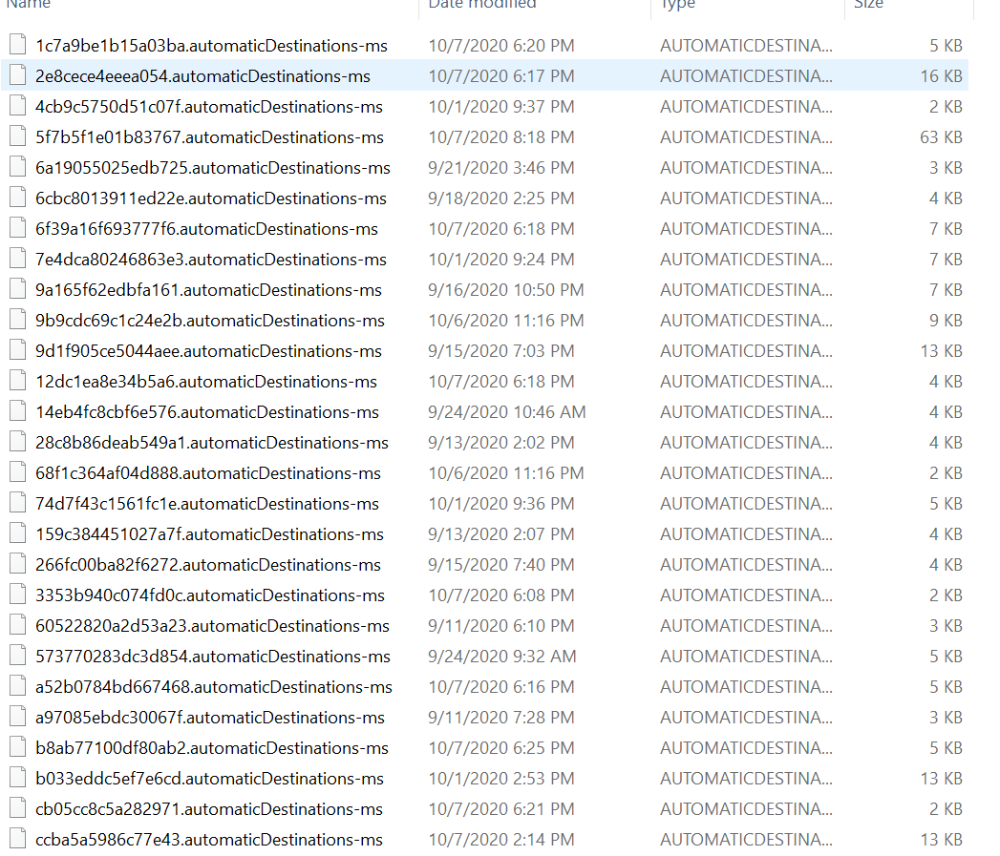 Name Date modified Type Size
1c7a9be1b15a03ba.automaticDestinations-ms 10/7/2020 6:20 PM AUTOMATICDESTINA... 5 KB
2e8cece4eeea054.automaticDestinations-ms 10/7/2020 6:17 PM AUTOMATICDESTINA... 16 KB
4cb9c5750d51c07f.automaticDestinations-ms 10/1/2020 9:37 PM AUTOMATICDESTINA... 2 KB
5f7b5f1e01b83767.automaticDestinations-ms 10/7/2020 8:18 PM AUTOMATICDESTINA... 63 KB
6a19055025edb725.automaticDestinations-ms 9/21/2020 3:46 PM AUTOMATICDESTINA... 3 KB
6cbc8013911ed22e.automaticDestinations-ms 9/18/2020 2:25 PM AUTOMATICDESTINA... 4 KB
6f39a16f693777f6.automaticDestinations-ms 10/7/2020 6:18 PM AUTOMATICDESTINA... 7 KB
7e4dca80246863e3.automaticDestinations-ms 10/1/2020 9:24 PM AUTOMATICDESTINA... 7 KB
9a165f62edbfa161.automaticDestinations-ms 9/16/2020 10:50 PM AUTOMATICDESTINA... 7 KB
9b9cdc69c1c24e2b.automaticDestinations-ms 10/6/2020 11:16 PM AUTOMATICDESTINA... 9 KB
9d1f905ce5044aee.automaticDestinations-ms 9/15/2020 7:03 PM AUTOMATICDESTINA... 13 KB
12dc1ea8e34b5a6.automaticDestinations-ms 10/7/2020 6:18 PM AUTOMATICDESTINA... 4 KB
14eb4fc8cbf6e576.automaticDestinations-ms 9/24/2020 10:46 AM AUTOMATICDESTINA... 4 KB
28c8b86deab549a1.automaticDestinations-ms 9/13/2020 2:02 PM AUTOMATICDESTINA... 4 KB
68f1c364af04d888.automaticDestinations-ms 10/6/2020 11:16 PM AUTOMATICDESTINA... 2 KB
74d7f43c1561fc1e.automaticDestinations-ms 10/1/2020 9:36 PM AUTOMATICDESTINA... 5 KB
159c384451027a7f.automaticDestinations-ms 9/13/2020 2:07 PM AUTOMATICDESTINA... 4 KB
266fc00ba82f6272.automaticDestinations-ms 9/15/2020 7:40 PM AUTOMATICDESTINA... 4 KB
3353b940c074fd0c.automaticDestinations-ms 10/7/2020 6:08 PM AUTOMATICDESTINA... 2 KB
60522820a2d53a23.automaticDestinations-ms 9/11/2020 6:10 PM AUTOMATICDESTINA... 3 KB
573770283dc3d854.automaticDestinations-ms 9/24/2020 9:32 AM AUTOMATICDESTINA... 5 KB
a52b0784bd667468.automaticDestinations-ms 10/7/2020 6:16 PM AUTOMATICDESTINA... 5 KB
a97085ebdc30067f.automaticDestinations-ms 9/11/2020 7:28 PM AUTOMATICDESTINA... 3 KB
b8ab77100df80ab2.automaticDestinations-ms 10/7/2020 6:25 PM AUTOMATICDESTINA... 5 KB
b033eddc5ef7e6cd.automaticDestinations-ms 10/1/2020 2:53 PM AUTOMATICDESTINA... 13 KB
cb05cc8c5a282971.automaticDestinations-ms 10/7/2020 6:21 PM AUTOMATICDESTINA... 2 KB
ccba5a5986c77e43.automaticDestinations-ms 10/7/2020 2:14 PM AUTOMATICDESTINA... 13 KB